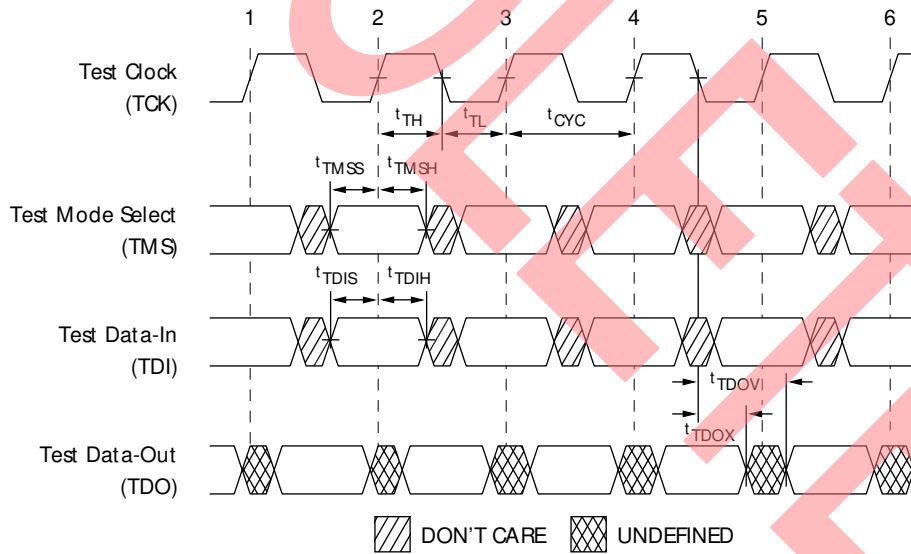 1 2 3 4 5 6
Test Clock
(TCK)
tTH tTL tCYC
tTMSS tTMSH
Test Mode Select
(TMS)
tTDIS tTDIH
Test Data-In
(TDI)
tTDOV
tTDOX
Test Data-Out
(TDO)
DON'T CARE UNDEFINED